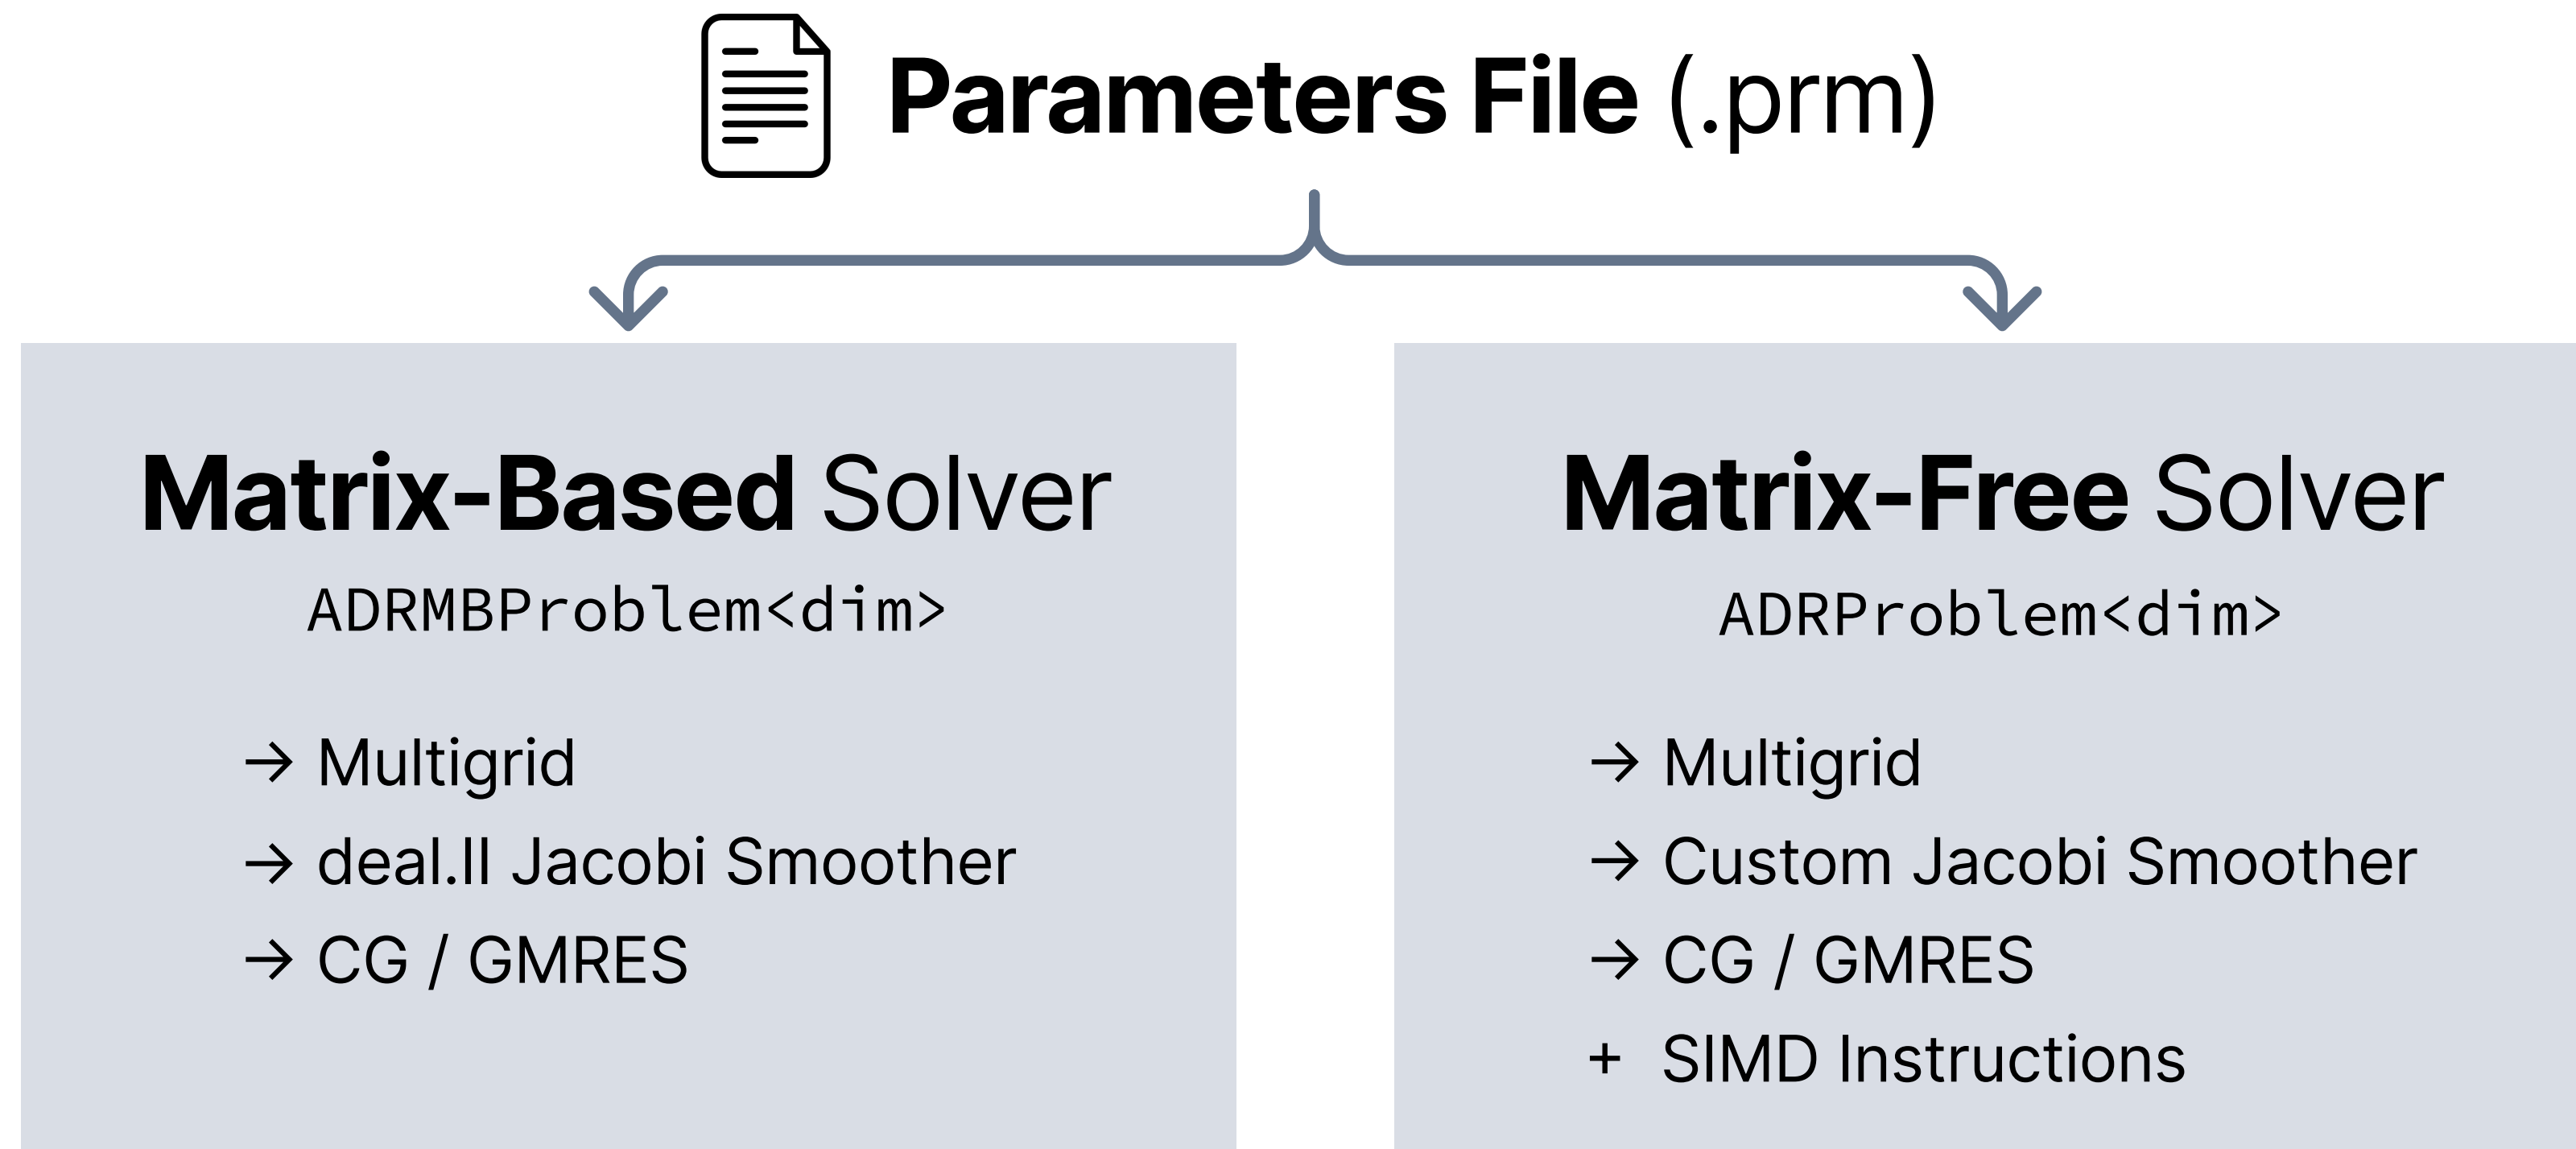 Parameters File (.prm)
Matrix-Based Solver
ADRMBProblem<dim>
→ Multigrid
→ deal.II Jacobi Smoother
→ CG / GMRES
Matrix-Free Solver
ADRProblem<dim>
→ Multigrid
→ Custom Jacobi Smoother
→ CG / GMRES
+ SIMD Instructions